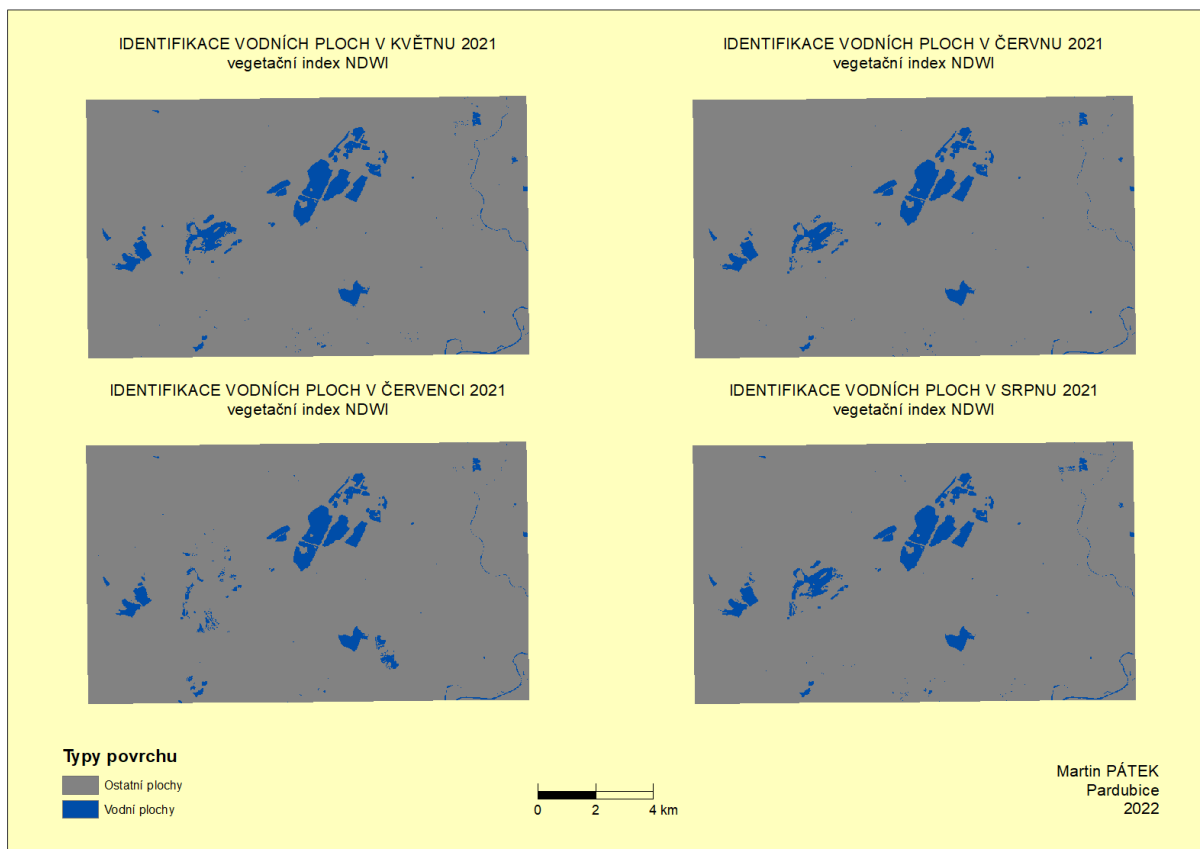 IDENTIFIKACE VODNÍCH PLOCH V KVĚTNU 2021
vegetační index NDWI
IDENTIFIKACE VODNÍCH PLOCH V ČERVNU 2021
vegetační index NDWI
IDENTIFIKACE VODNÍCH PLOCH V ČERVENCI 2021
vegetační index NDWI
IDENTIFIKACE VODNÍCH PLOCH V SRPNU 2021
vegetační index NDWI
Typy povrchu
Ostatní plochy
Vodní plochy
0 2 4 km
Martin PÁTEK
Pardubice
2022